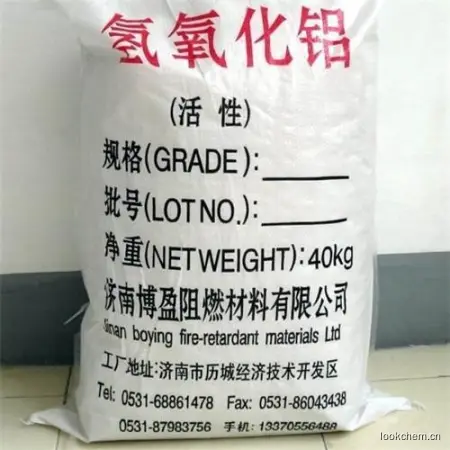 氢氧化铝
(活 性)
规格(GRADE):
批号(LOT NO.):
净重(NET WEIGHT): 40kg
济南博盈阻燃材料有限公司
Jinan boying fire-retardant materials Ltd
工厂地址:济南市历城经济技术开发区
Tel: 0531-68861478 Fax: 0531-86043438
0531-87983756 手机:
lookchem.cn